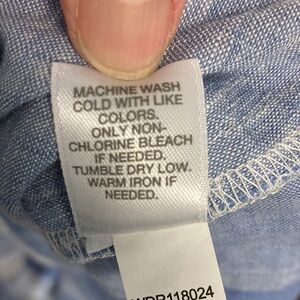 MACHINE WASH
COLD WITH LIKE
COLORS.
ONLY NON-
CHLORINE BLEACH
IF NEEDED.
TUMBLE DRY LOW.
WARM IRON IF
NEEDED.